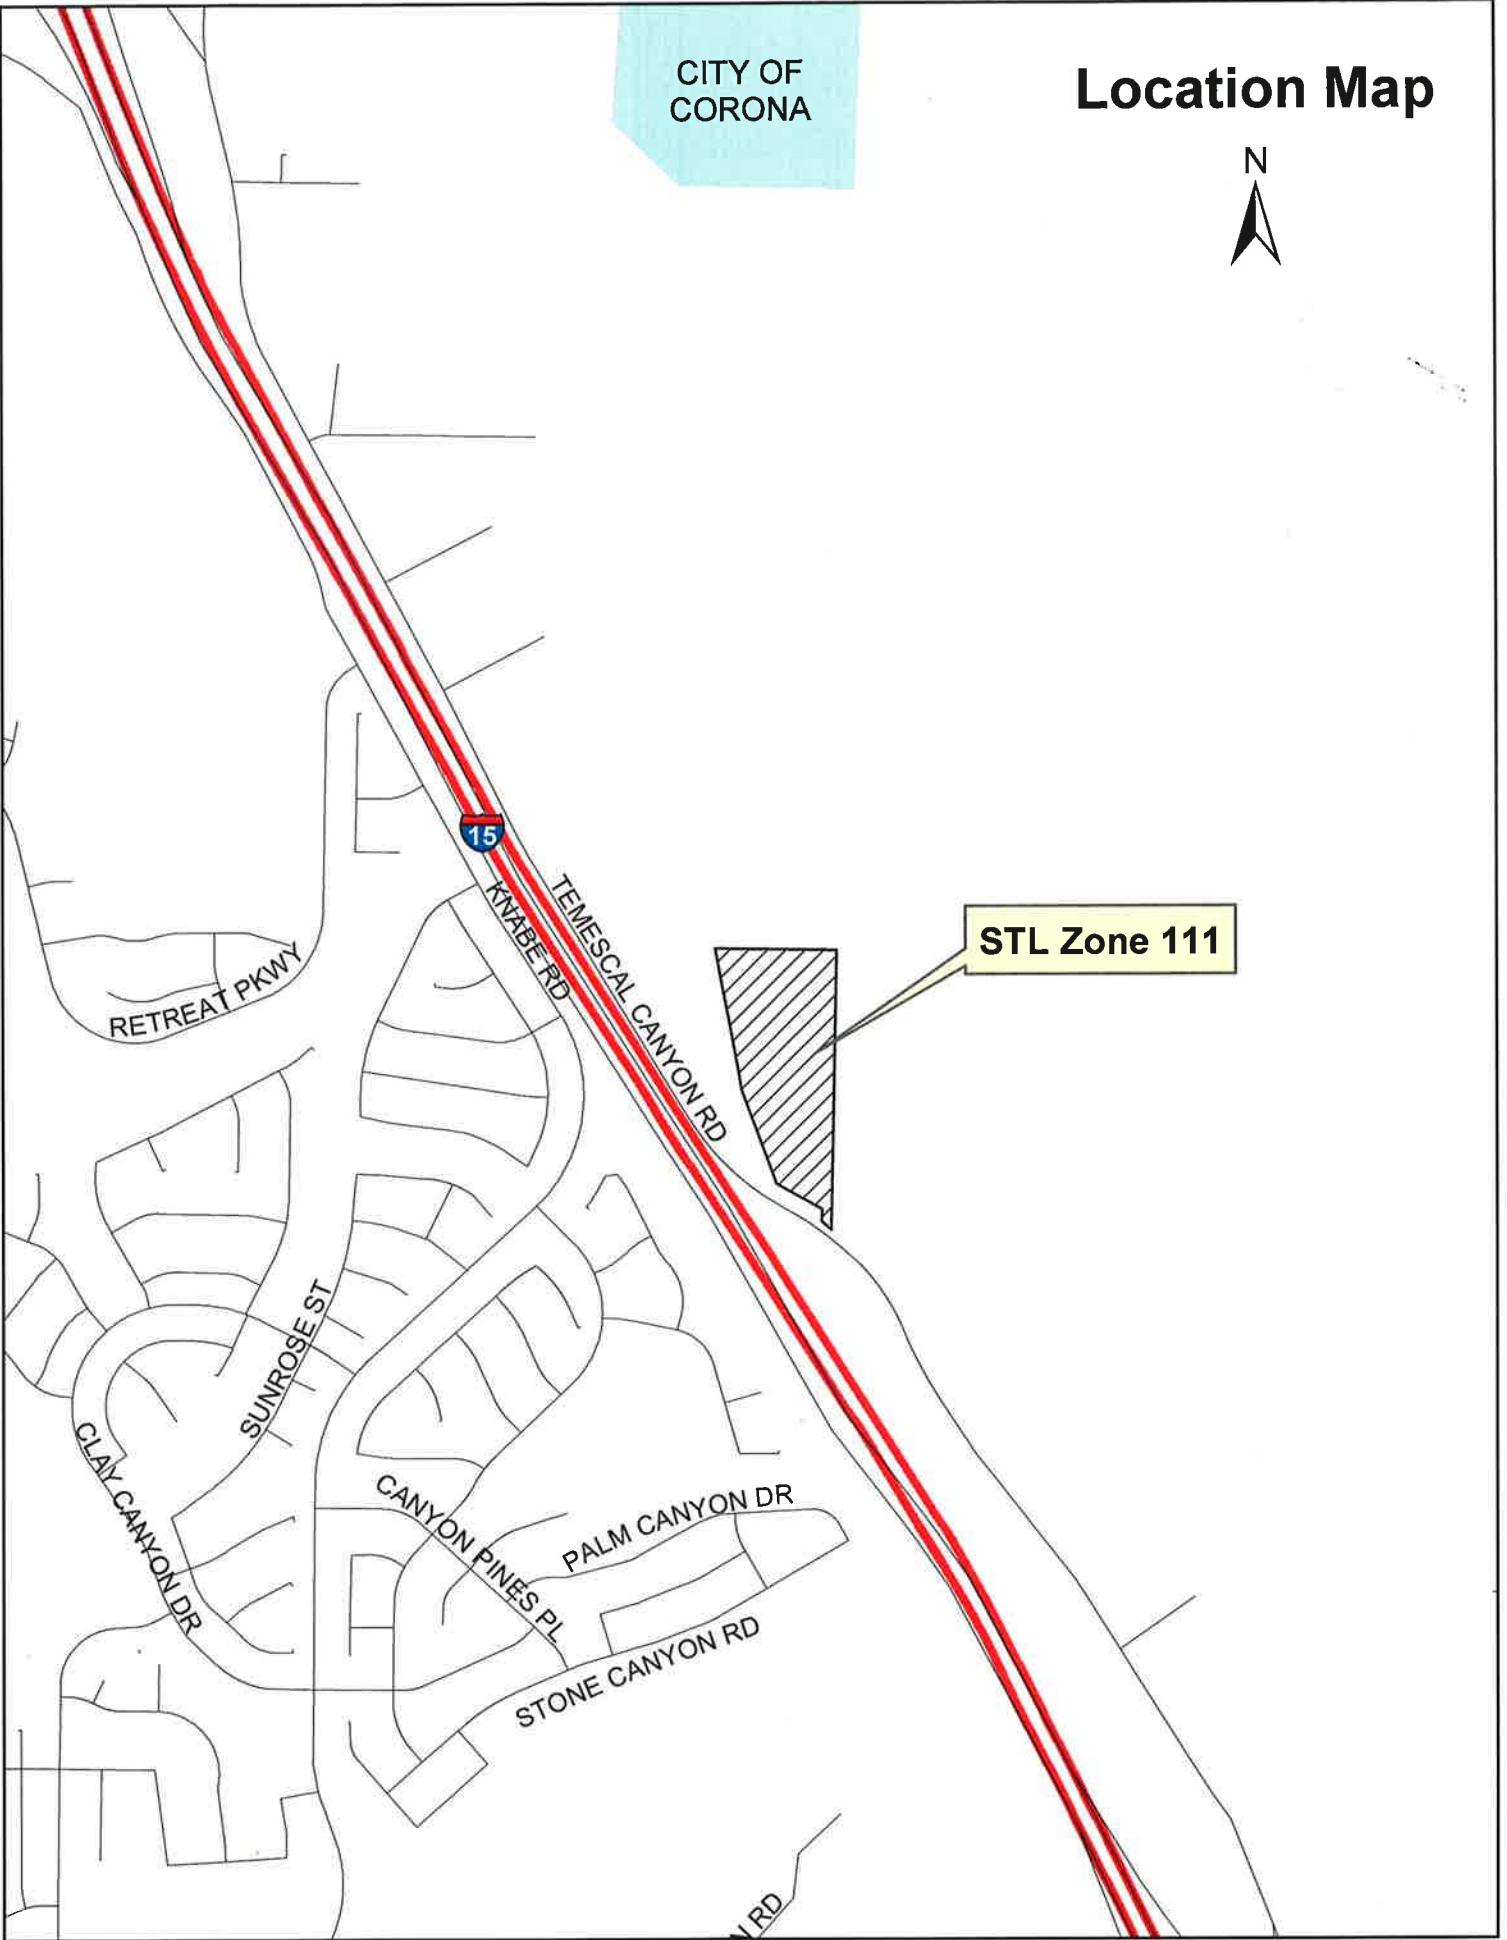 CITY OF
CORONA
Location Map
N
15
KNABE RD
TEMESCAL CANYON RD
STL Zone 111
RETREAT PKWY
SUNROSE ST
CLAY CANYON DR
CANYON PINES PL
PALM CANYON DR
STONE CANYON RD
N RD